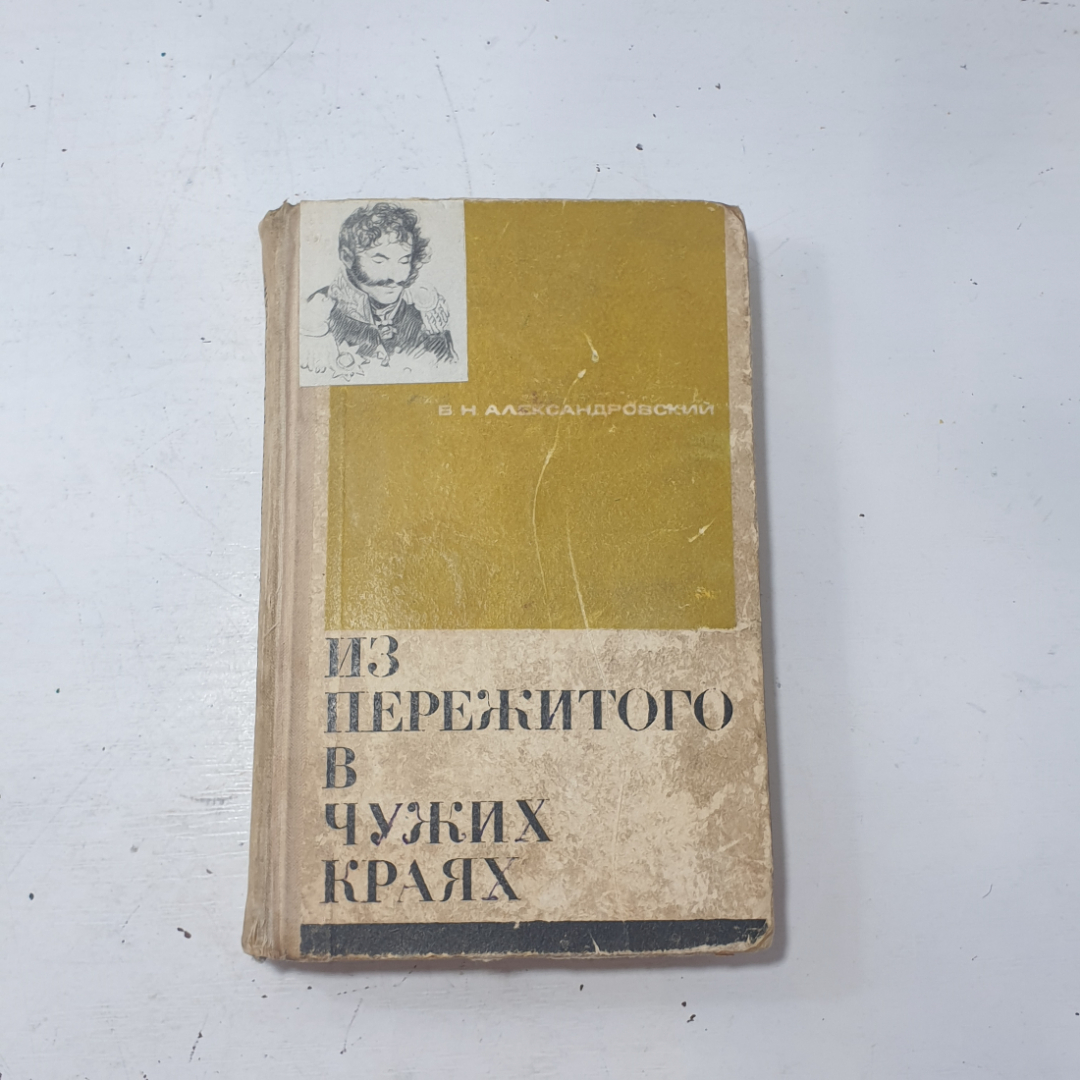 Б Н АЛЕКСАНДРОВСКИЙ
ИЗ
ПЕРЕЖИТОГО
В
ЧУЖИХ
КРАЯХ